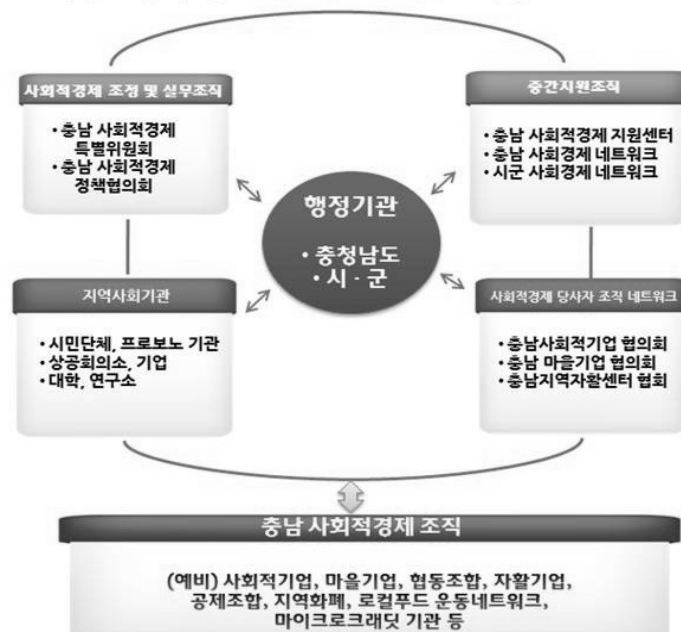 사회적경제 조정 및 실무조직
• 충남 사회적경제
특별위원회
• 충남 사회적경제
정책협의회
중간지원조직
• 충남 사회적경제 지원센터
• 충남 사회경제 네트워크
• 시군 사회경제 네트워크
행정기관
• 충청남도
• 시 · 군
지역사회기관
• 시민단체, 프로보노 기관
• 상공회의소, 기업
• 대학, 연구소
사회적경제 당사자 조직 네트워크
• 충남사회적기업 협의회
• 충남 마을기업 협의회
• 충남지역자활센터 협회
충남 사회적경제 조직
(예비) 사회적기업, 마을기업, 협동조합, 자활기업,
공제조합, 지역화폐, 로컬푸드 운동네트워크,
마이크로크래딧 기관 등